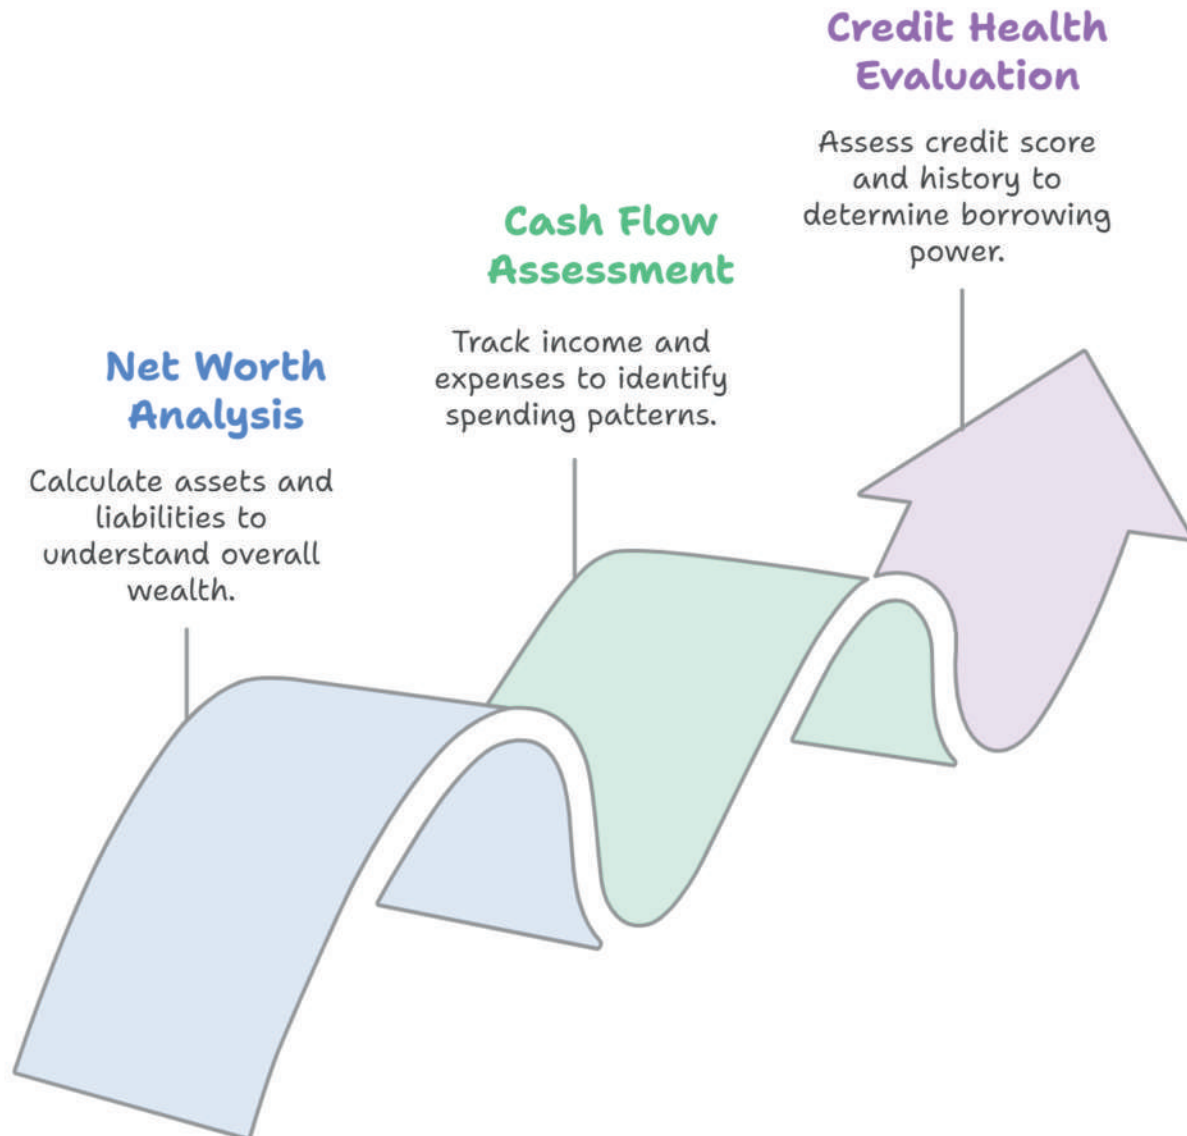 Credit Health
Evaluation
Assess credit score
and history to
determine borrowing
power.
Cash Flow
Assessment
Track income and
expenses to identify
spending patterns.
Net Worth
Analysis
Calculate assets and
liabilities to
understand overall
wealth.